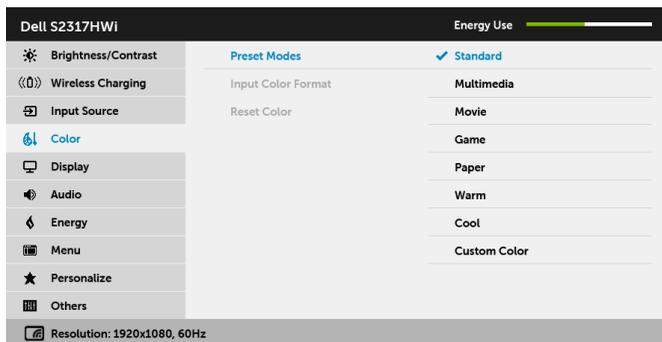 Dell S2317HWi
Energy Use
Brightness/Contrast
Preset Modes
Standard
Wireless Charging
Input Color Format
Multimedia
Input Source
Reset Color
Movie
Color
Game
Display
Paper
Audio
Warm
Energy
Cool
Menu
Custom Color
Personalize
Others
Resolution: 1920x1080, 60Hz